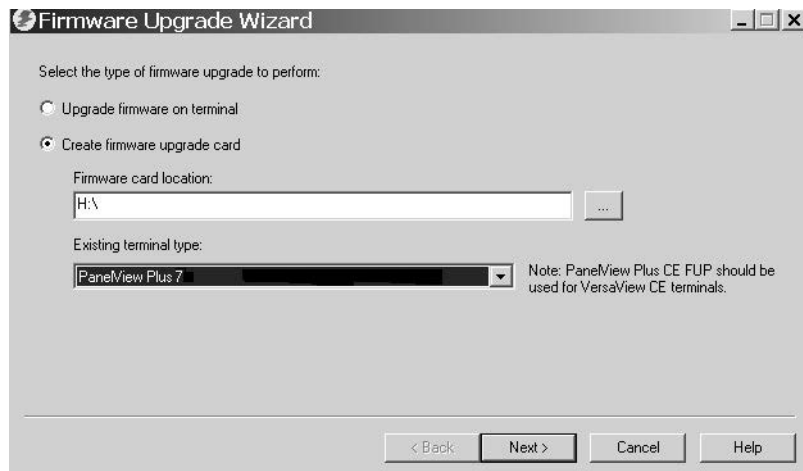 Firmware Upgrade Wizard
Select the type of firmware upgrade to perform:
Upgrade firmware on terminal
Create firmware upgrade card
Firmware card location:
H:\
...
Existing terminal type:
PanelView Plus 7
Note: PanelView Plus CE FUP should be
used for VersaView CE terminals.
< Back
Next >
Cancel
Help